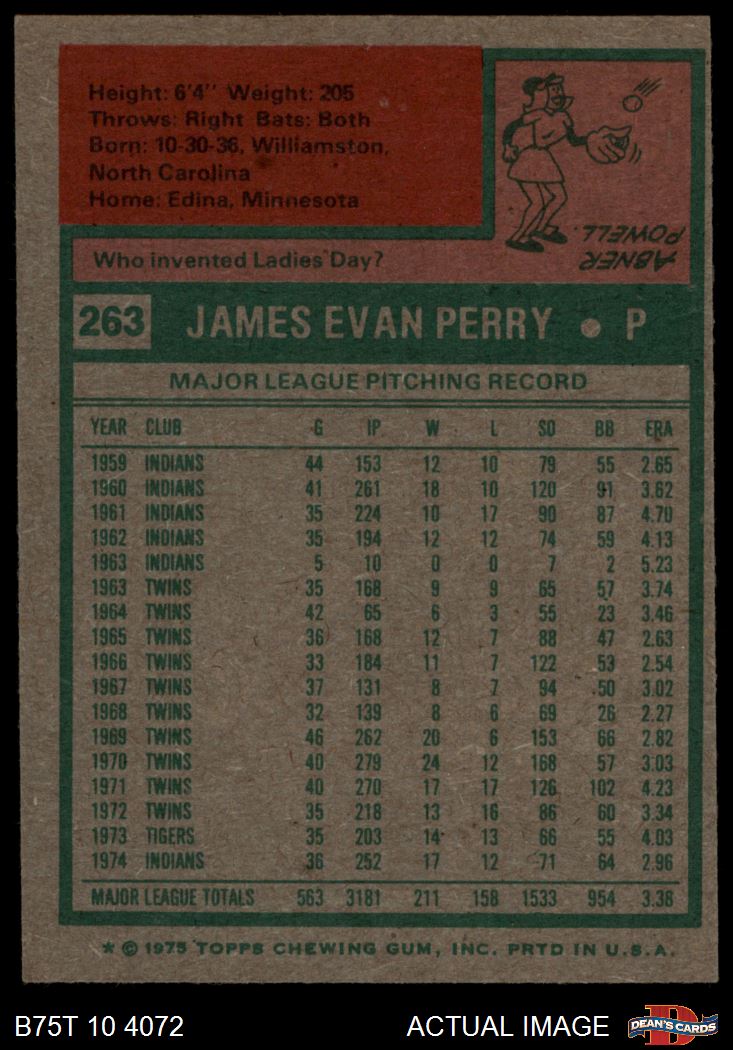 Height: 6'4" Weight: 205
Throws: Right Bats: Both
Born: 10-30-36, Williamston,
North Carolina
Home: Edina, Minnesota
ABNER
POWELL
Who invented Ladies' Day?
263 JAMES EVAN PERRY • P
MAJOR LEAGUE PITCHING RECORD
YEAR CLUB G IP W L SO BB ERA
1959 INDIANS 44 153 12 10 79 55 2.65
1960 INDIANS 41 261 18 10 120 91 3.62
1961 INDIANS 35 224 10 17 90 87 4.70
1962 INDIANS 35 194 12 12 74 59 4.13
1963 INDIANS 5 10 0 0 7 2 5.23
1963 TWINS 35 168 9 9 65 57 3.74
1964 TWINS 42 65 6 3 55 23 3.46
1965 TWINS 36 168 12 7 88 47 2.63
1966 TWINS 33 184 11 7 122 53 2.54
1967 TWINS 37 131 8 7 94 50 3.02
1968 TWINS 32 139 8 6 69 26 2.27
1969 TWINS 46 262 20 6 153 66 2.82
1970 TWINS 40 279 24 12 168 57 3.03
1971 TWINS 40 270 17 17 126 102 4.23
1972 TWINS 35 218 13 16 86 60 3.34
1973 TIGERS 35 203 14 13 66 55 4.03
1974 INDIANS 36 252 17 12 71 64 2.96
MAJOR LEAGUE TOTALS 563 3181 211 158 1533 954 3.38
* © 1975 TOPPS CHEWING GUM, INC. PRTD IN U.S.A.
B75T 10 4072 ACTUAL IMAGE D DEAN'S CARDS